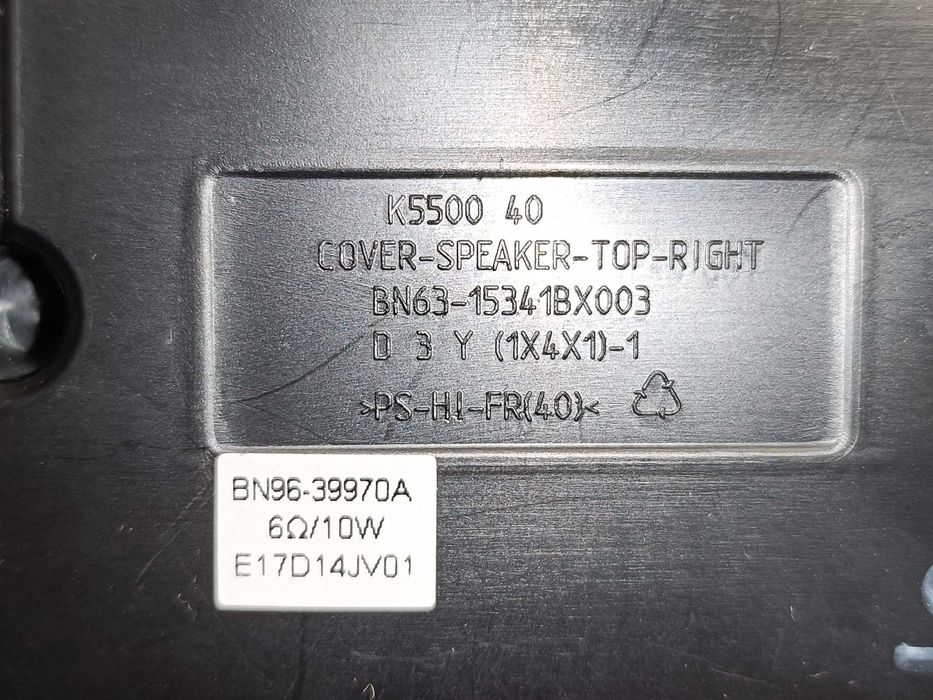 K5500 40
COVER-SPEAKER-TOP-RIGHT
BN63-15341BX003
D 3 Y (1X4X1)-1
>PS-HI-FR(40)<
BN96-39970A
6Ω/10W
E17D14JV01